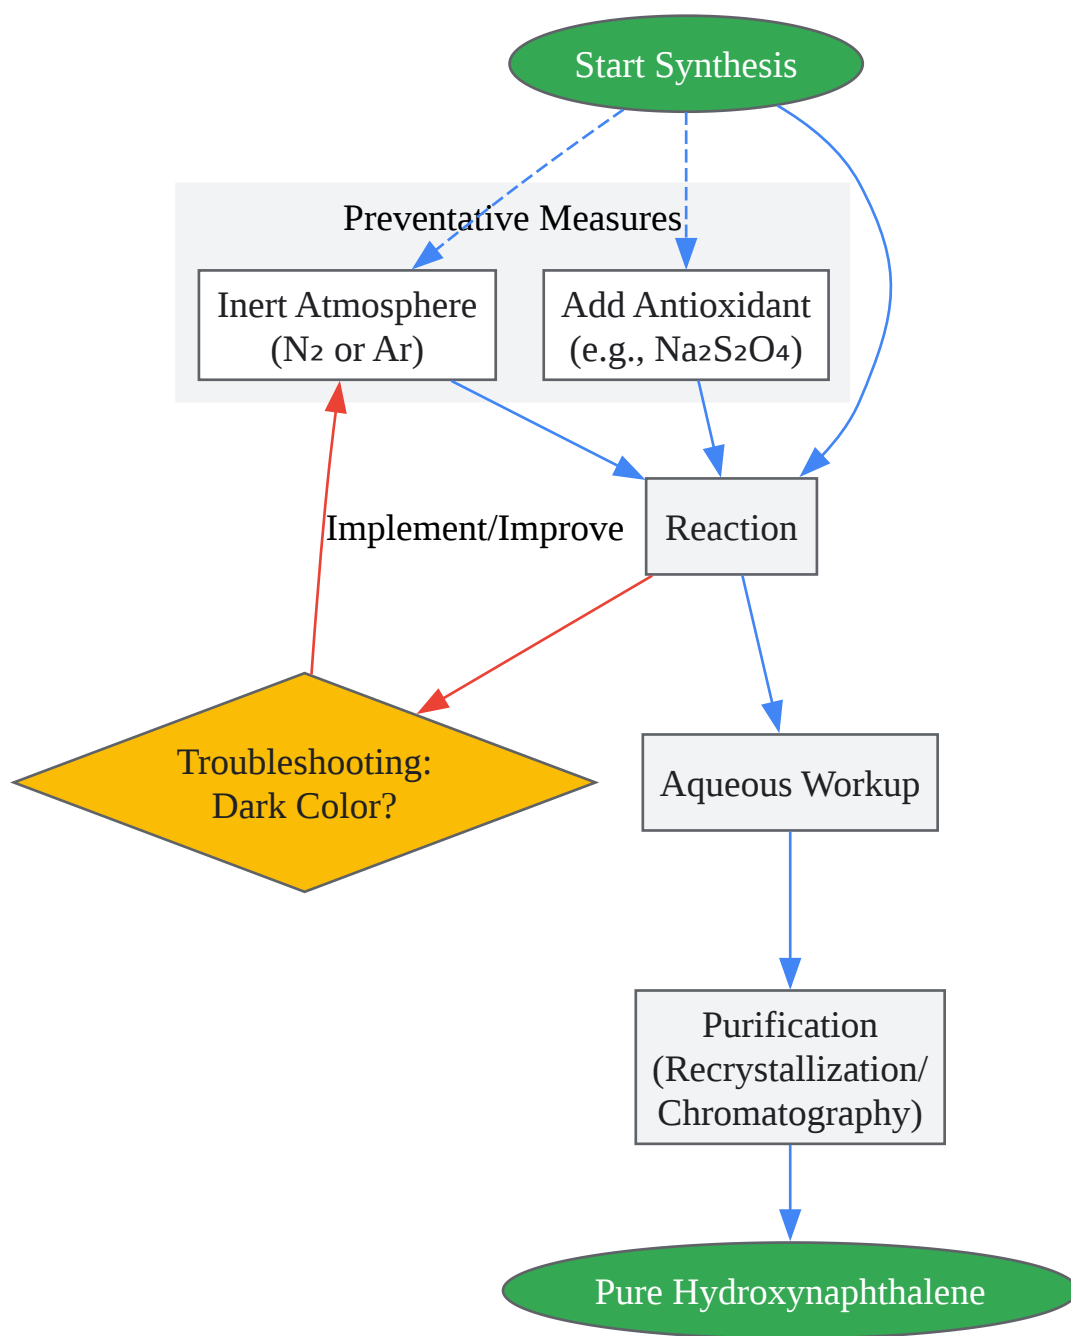 Start Synthesis
Preventative Measures
Inert Atmosphere
(N₂ or Ar)
Add Antioxidant
(e.g., Na₂S₂O₄)
Implement/Improve
Reaction
Troubleshooting:
Dark Color?
Aqueous Workup
Purification
(Recrystallization/
Chromatography)
Pure Hydroxynaphthalene